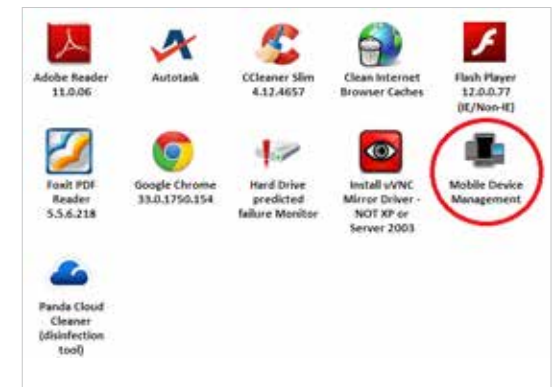 Adobe Reader
11.0.06
Autotask
CCleaner Slim
4.12.4657
Clean Internet
Browser Caches
Flash Player
12.0.0.77
(IE/Non-IE)
Foxit PDF
Reader
5.5.6.218
Google Chrome
33.0.1750.154
Hard Drive
predicted
failure Monitor
Install uVNC
Mirror Driver -
NOT XP or
Server 2003
Mobile Device
Management
Panda Cloud
Cleaner
(disinfection
tool)